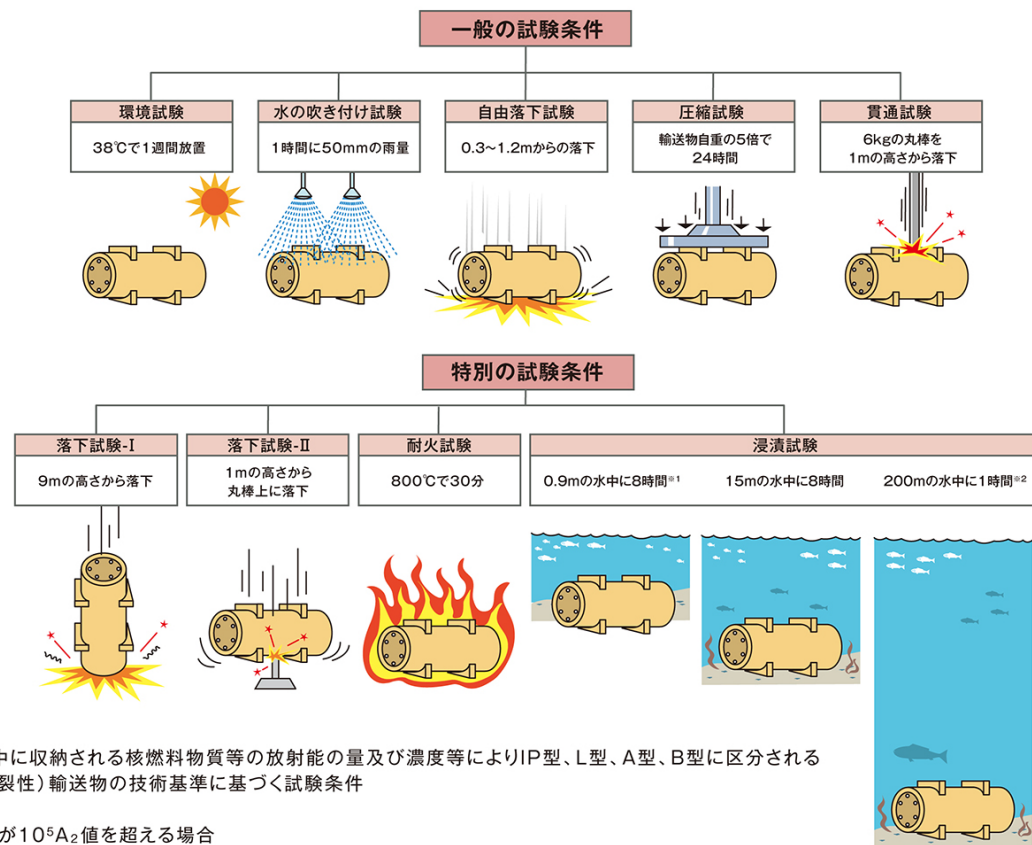 一般の試験条件
環境試験
38℃で1週間放置
水の吹き付け試験
1時間に50mmの雨量
自由落下試験
0.3～1.2mからの落下
圧縮試験
輸送物自重の5倍で
24時間
貫通試験
6kgの丸棒を
1mの高さから落下
特別の試験条件
落下試験-Ⅰ
9mの高さから落下
落下試験-Ⅱ
1mの高さから
丸棒上に落下
耐火試験
800℃で30分
浸漬試験
0.9mの水中に8時間※1
15mの水中に8時間
200mの水中に1時間※2
中に収納される核燃料物質等の放射能の量及び濃度等によりIP型、L型、A型、B型に区分される
裂性）輸送物の技術基準に基づく試験条件
が10⁵A₂値を超える場合